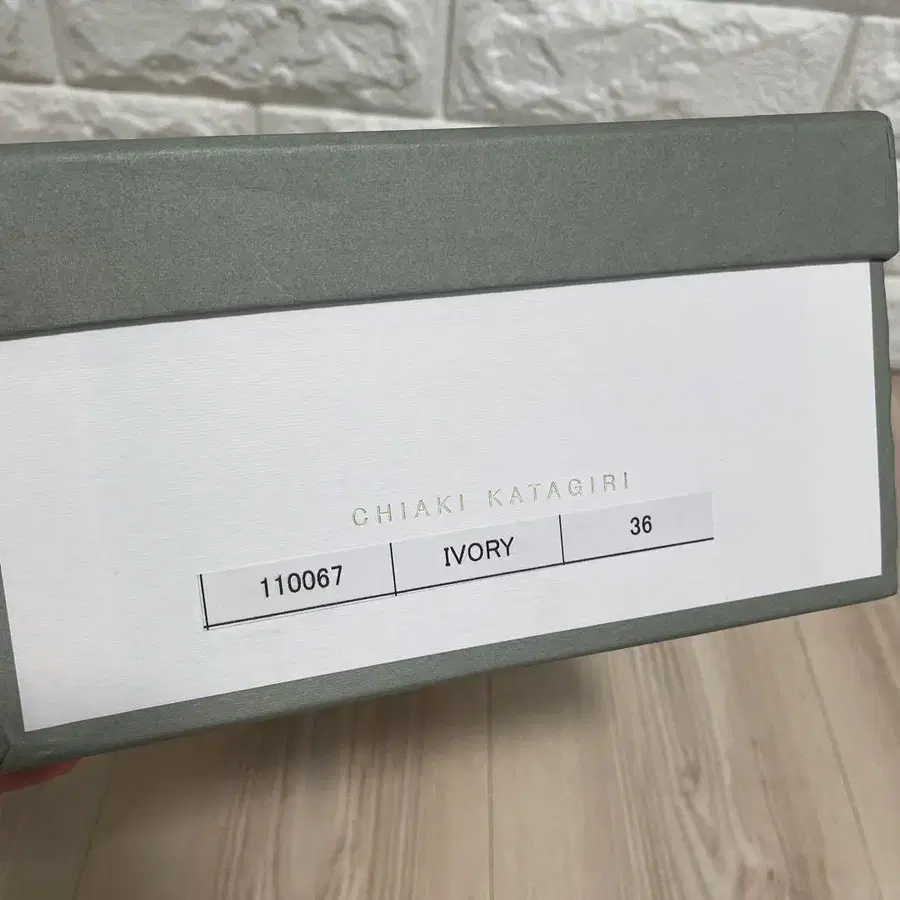 CHIAKI KATAGIRI
110067 IVORY 36